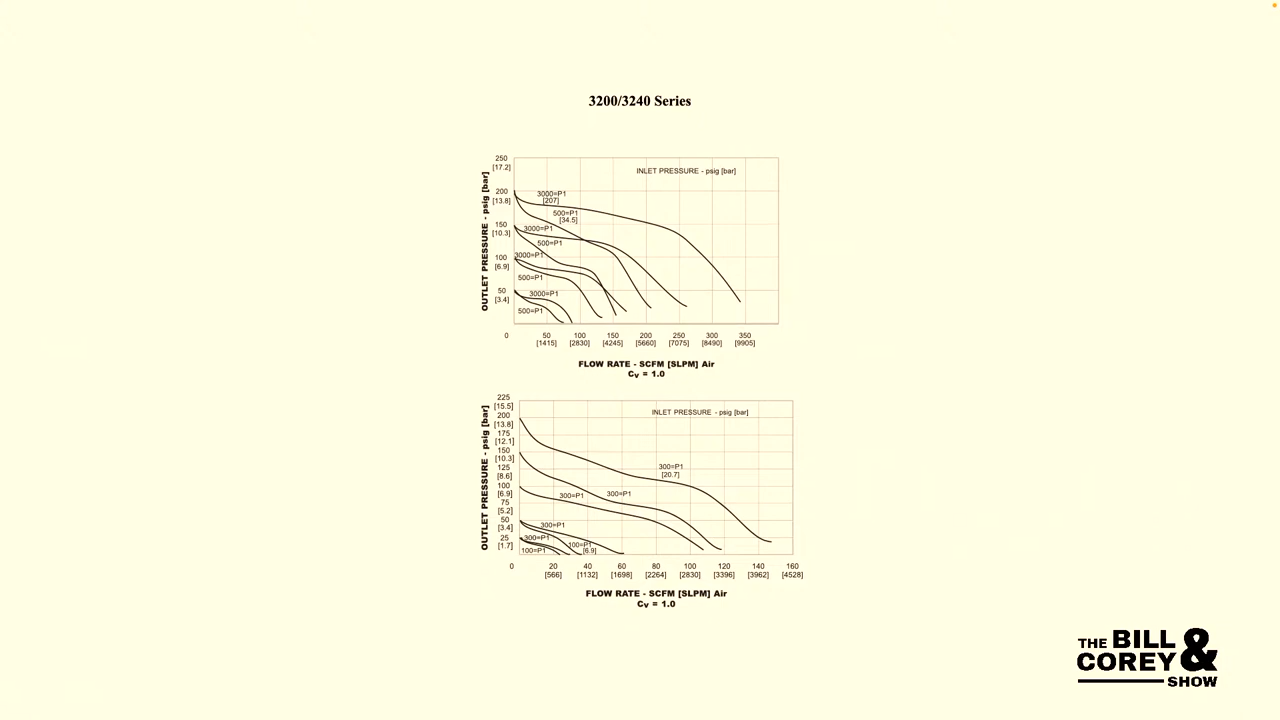 3200/3240 Series
250
[17.2]
INLET PRESSURE - psig [bar]
200
[13.8]
3000=P1
[207]
500=P1
[34.5]
150
[10.3]
3000=P1
500=P1
100
[6.9]
3000=P1
500=P1
50
[3.4]
3000=P1
500=P1
OUTLET PRESSURE - psig [bar]
0 50 100 150 200 250 300 350
[1415] [2830] [4245] [5660] [7075] [8490] [9905]
FLOW RATE - SCFM [SLPM] Air
Cv = 1.0
225
[15.5]
INLET PRESSURE - psig [bar]
200
[13.8]
175
[12.1]
150
[10.3]
125
[8.6]
300=P1
[20.7]
100
[6.9]
300=P1
300=P1
75
[5.2]
50
[3.4]
300=P1
25
[1.7]
300=P1
100=P1
100=P1
[6.9]
OUTLET PRESSURE - psig [bar]
0 20 40 60 80 100 120 140 160
[566] [1132] [1698] [2264] [2830] [3396] [3962] [4528]
FLOW RATE - SCFM [SLPM] Air
Cv = 1.0
THE BILL &
COREY
SHOW